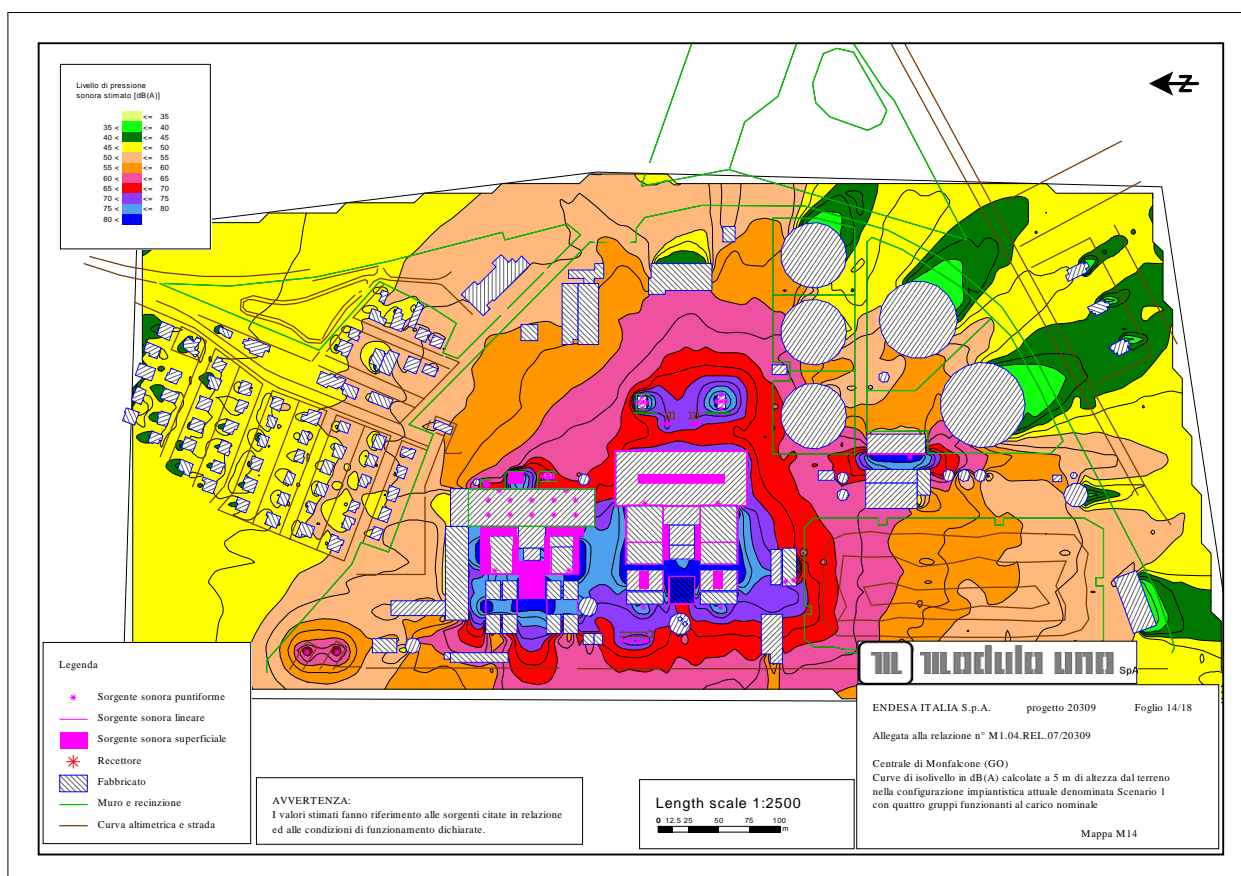 Livello di pressione
sonora stimato [dB(A)]
<= 35
35 < <= 40
40 < <= 45
45 < <= 50
50 < <= 55
55 < <= 60
60 < <= 65
65 < <= 70
70 < <= 75
75 < <= 80
80 <
Z
Legenda
Sorgente sonora puntiforme
Sorgente sonora lineare
Sorgente sonora superficiale
Recettore
Fabbricato
Muro e recinzione
Curva altimetrica e strada
AVVERTENZA:
I valori stimati fanno riferimento alle sorgenti citate in relazione
ed alle condizioni di funzionamento dichiarate.
Length scale 1:2500
0 12.5 25 50 75 100
m
m modulo uno SpA
ENDESA ITALIA S.p.A. progetto 20309 Foglio 14/18
Allegata alla relazione n° M1.04.REL.07/20309
Centrale di Monfalcone (GO)
Curve di isolivello in dB(A) calcolate a 5 m di altezza dal terreno
nella configurazione impiantistica attuale denominata Scenario 1
con quattro gruppi funzionanti al carico nominale
Mappa M14